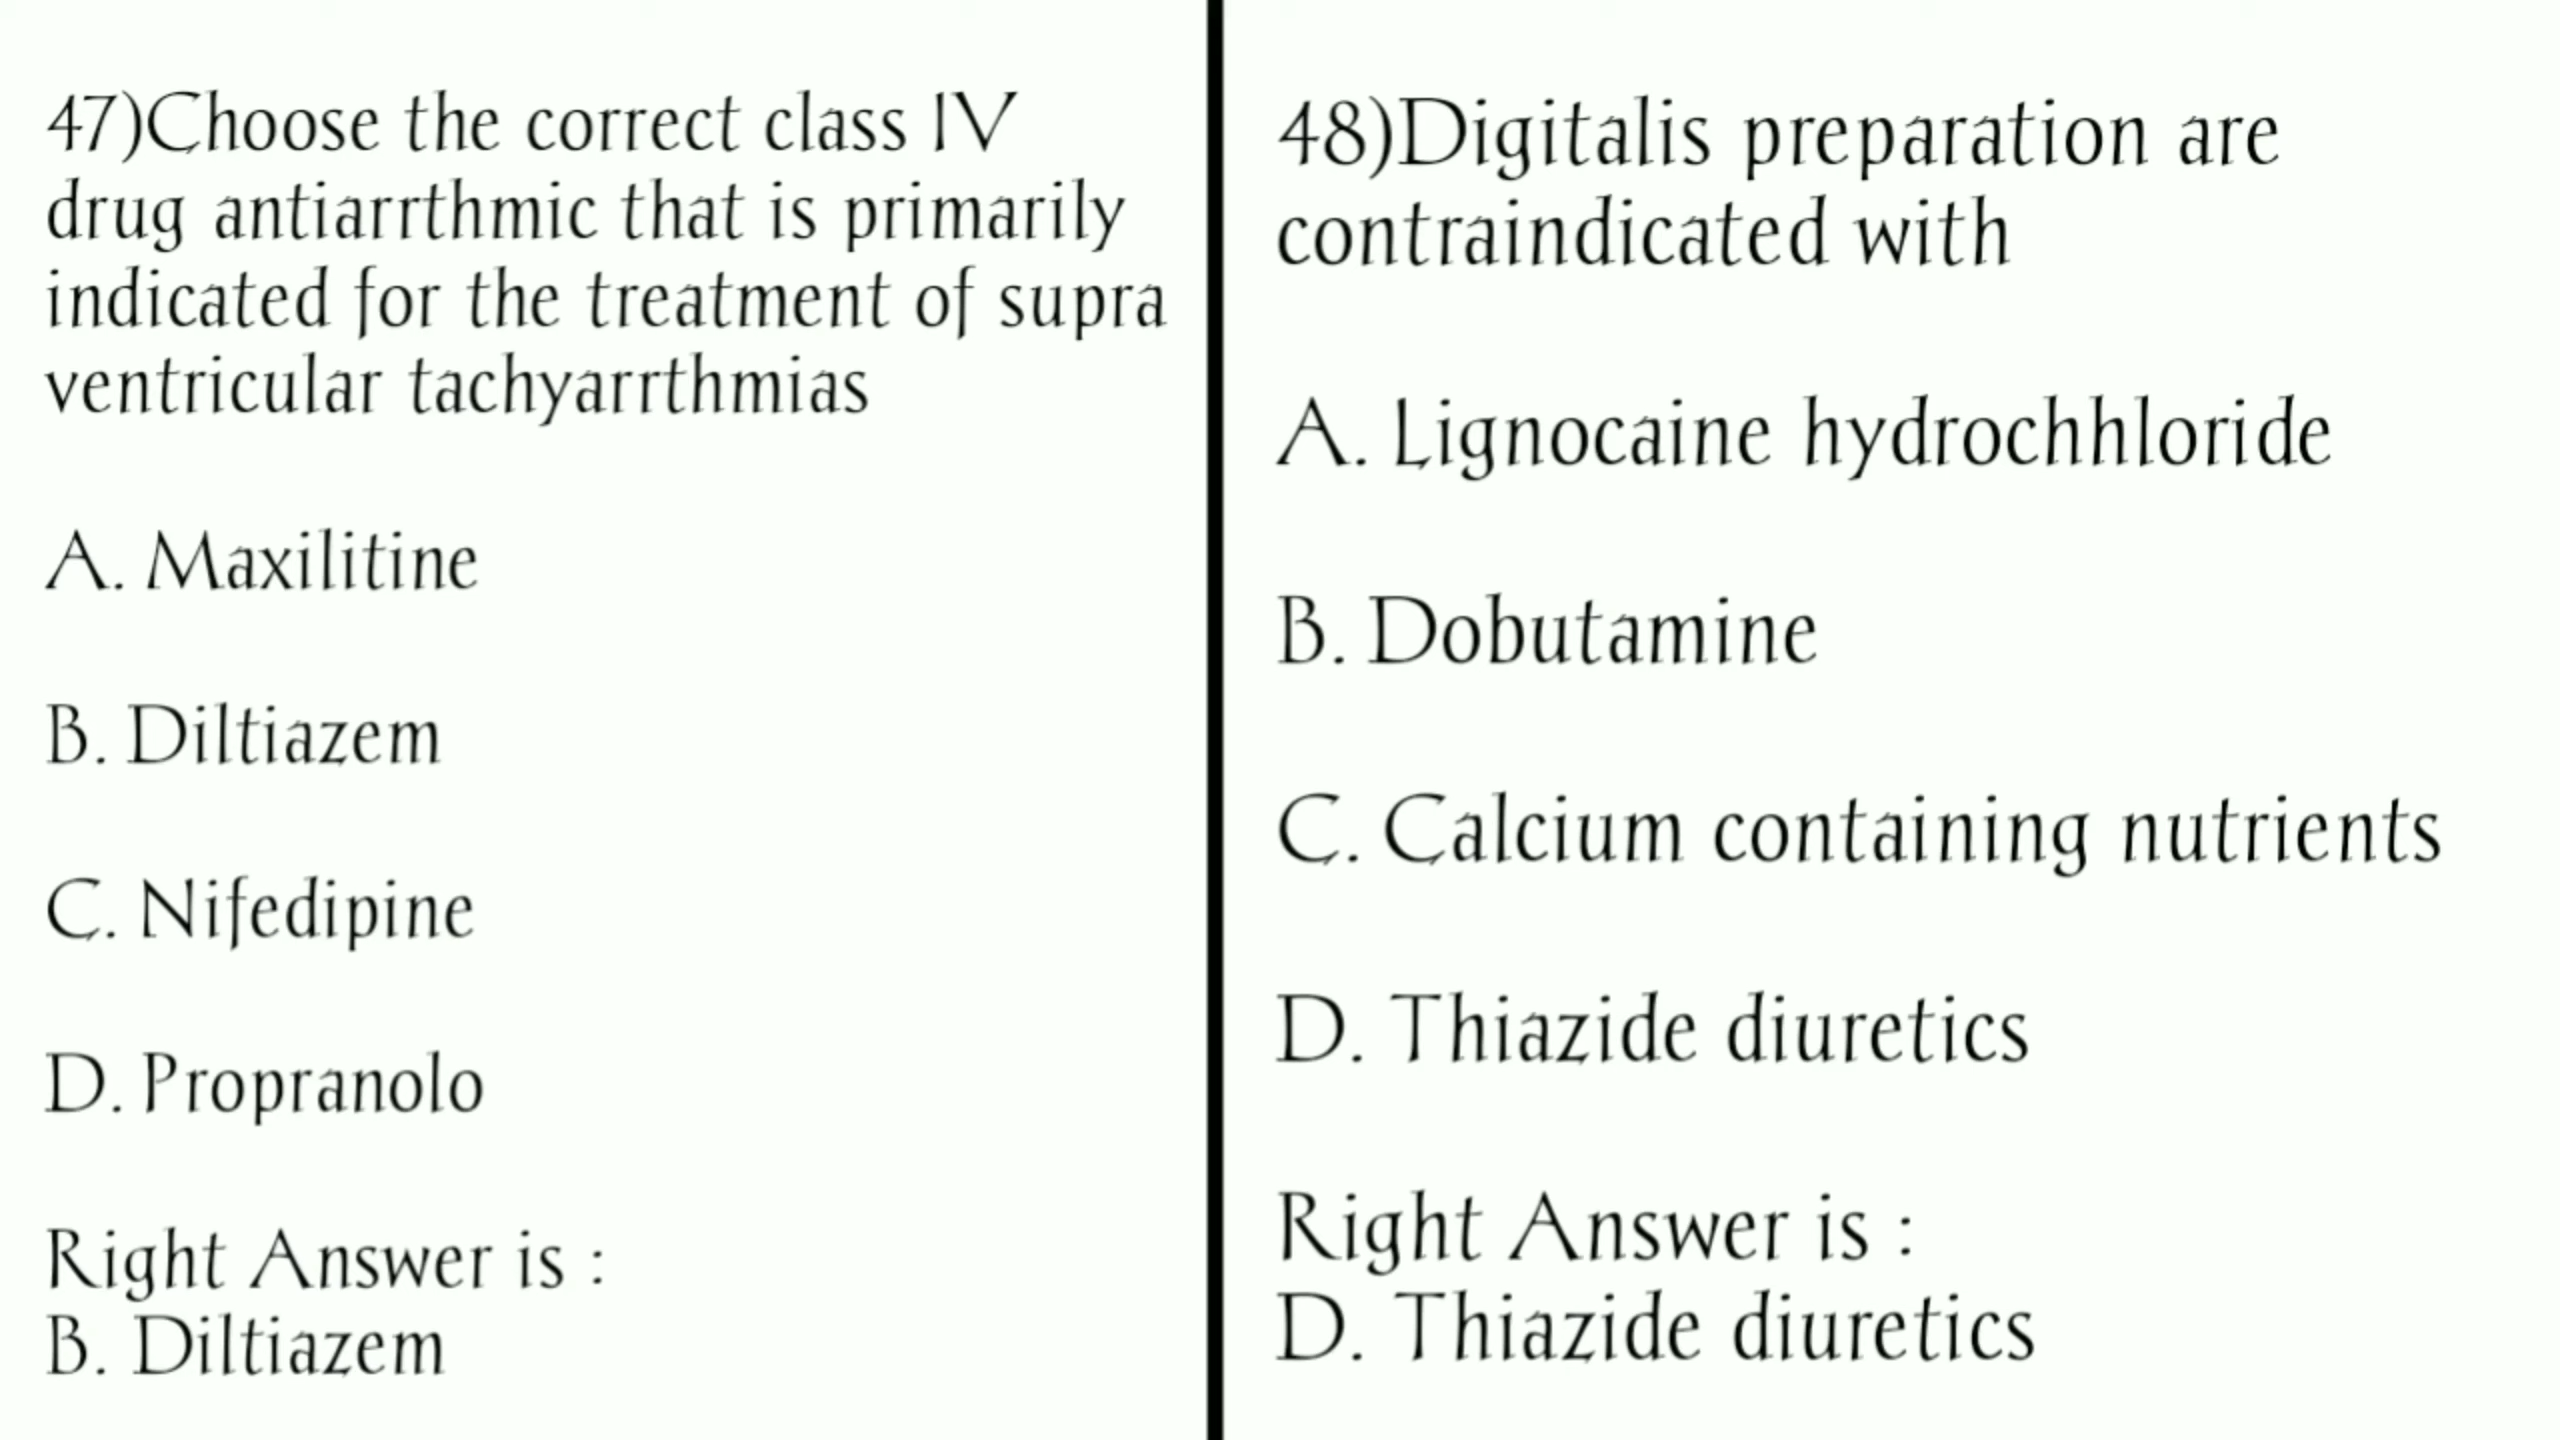 47)Choose the correct class IV
drug antiarrthmic that is primarily
indicated for the treatment of supra
ventricular tachyarrthmias
A. Maxilitine
B. Diltiazem
C. Nifedipine
D. Propranolo
Right Answer is :
B. Diltiazem
48)Digitalis preparation are
contraindicated with
A. Lignocaine hydrochhloride
B. Dobutamine
C. Calcium containing nutrients
D. Thiazide diuretics
Right Answer is :
D. Thiazide diuretics